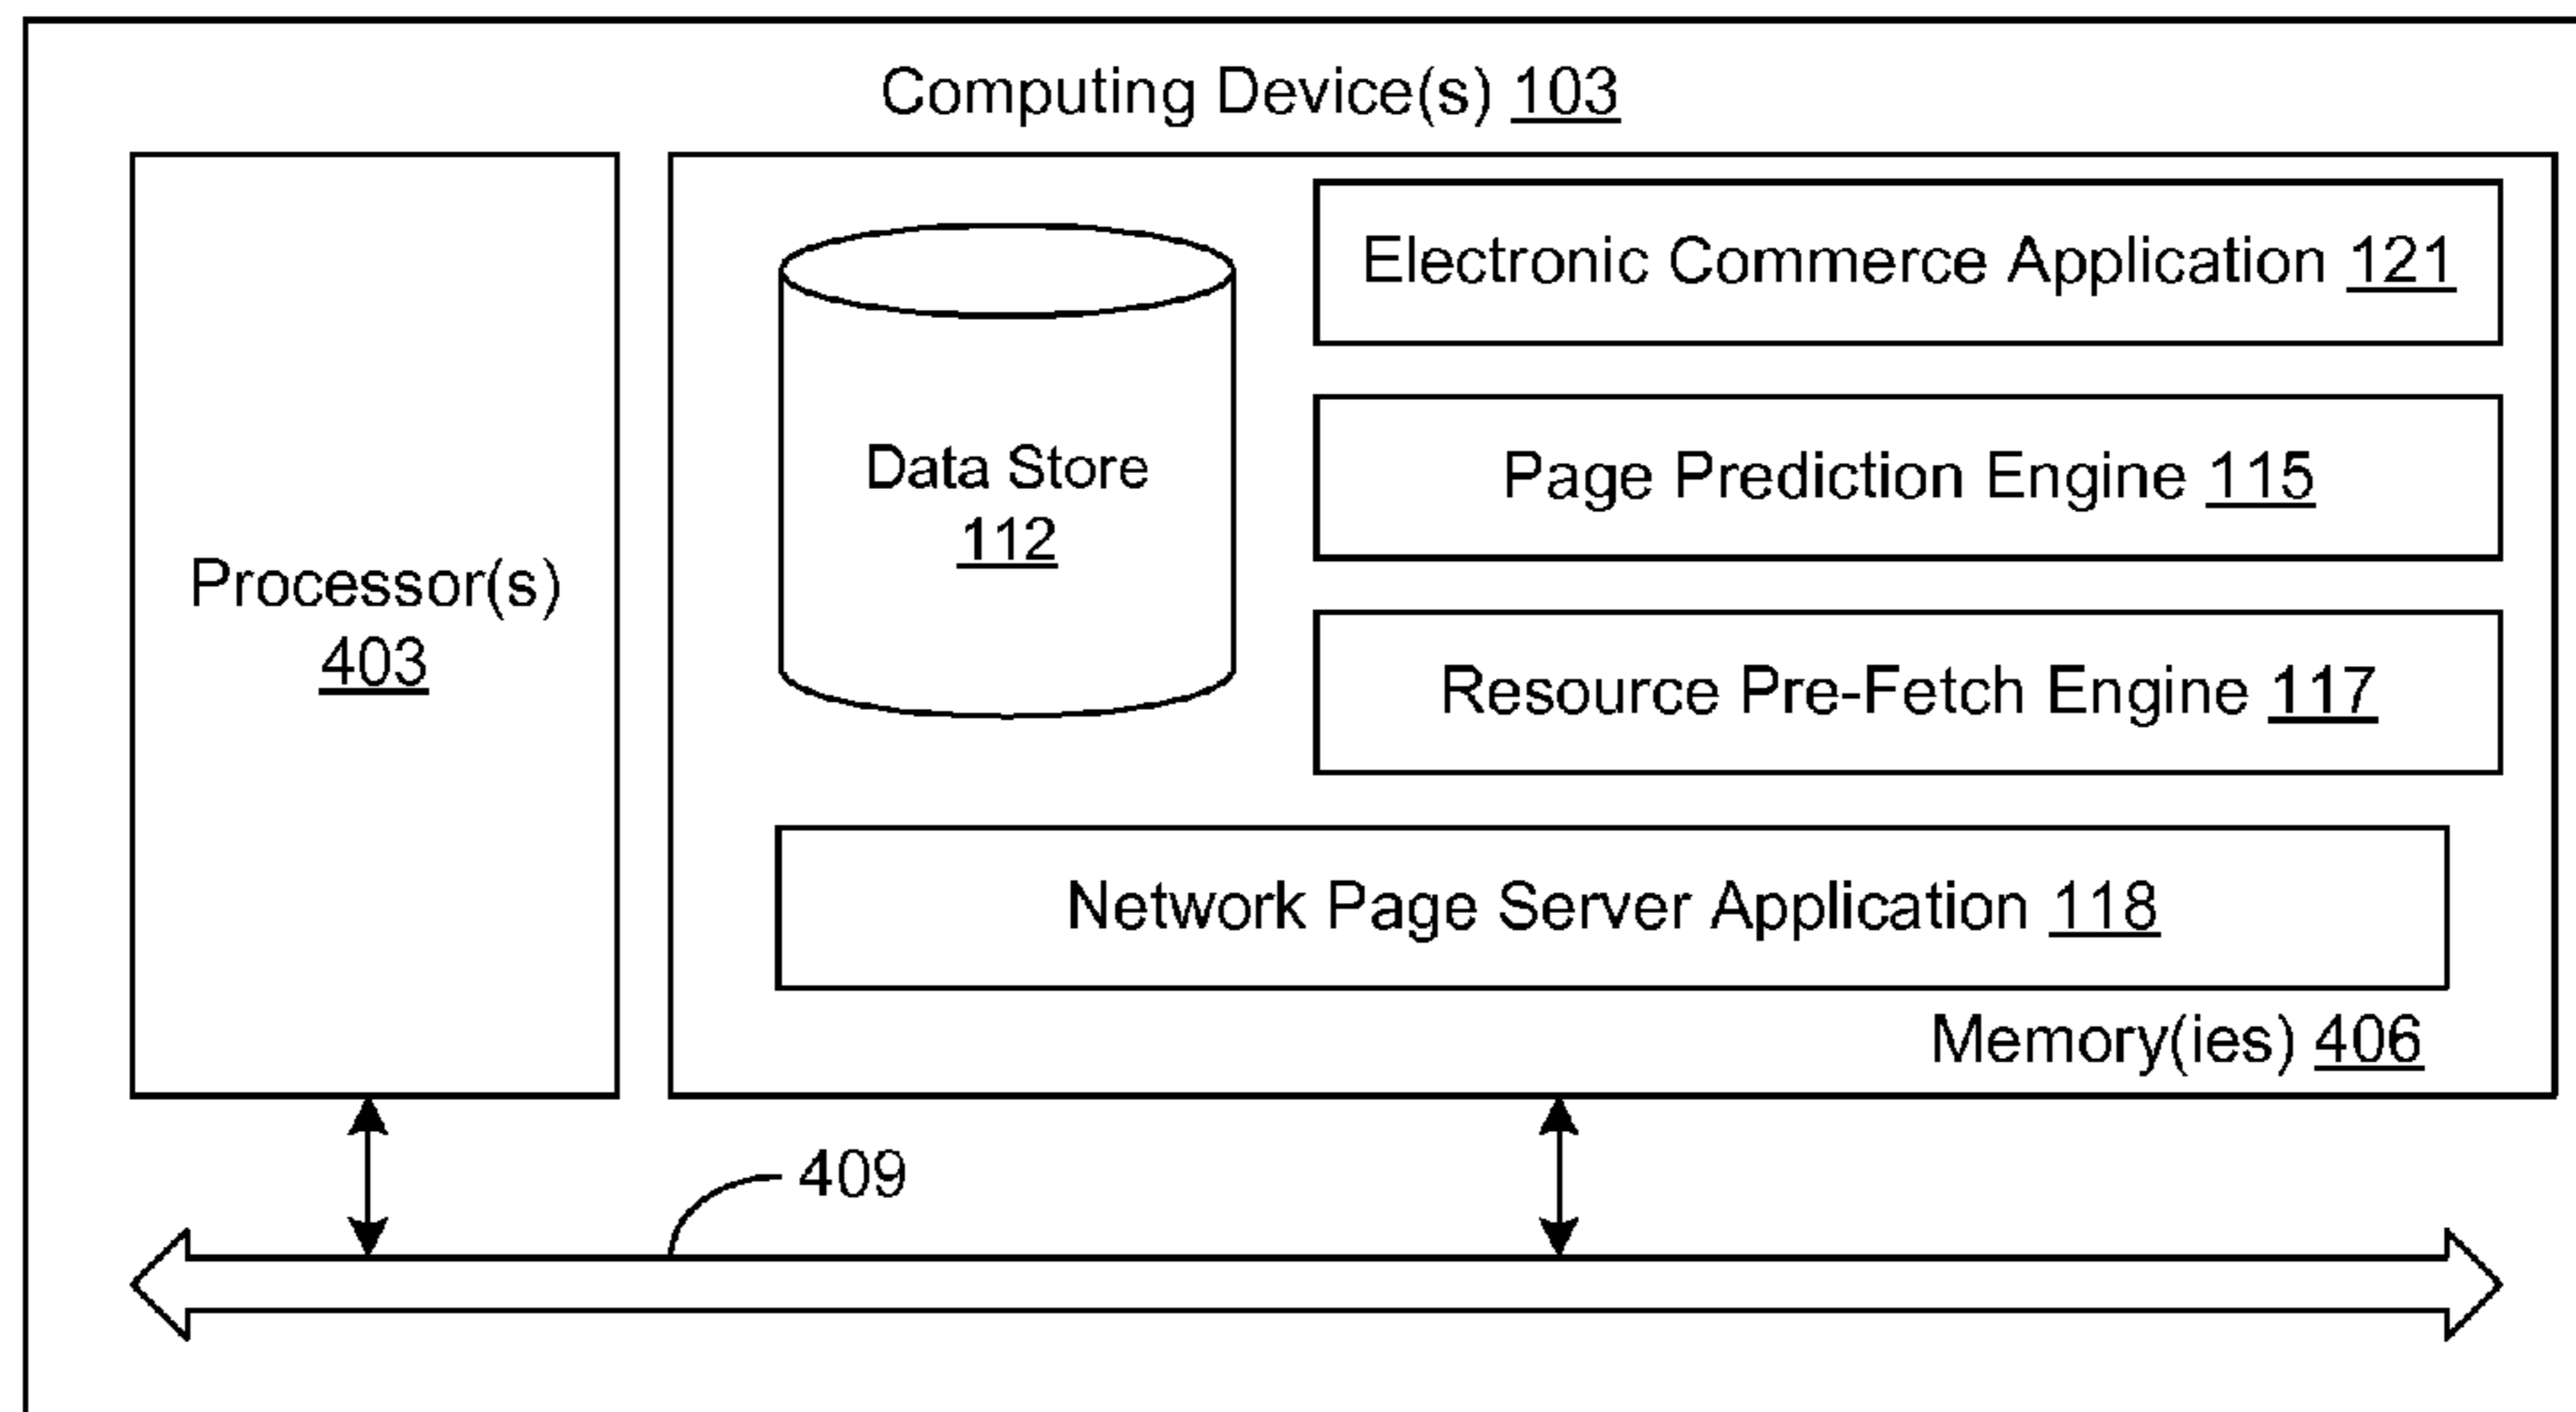 Computing Device(s) 103
Processor(s)
403
Data Store
112
Electronic Commerce Application 121
Page Prediction Engine 115
Resource Pre-Fetch Engine 117
Network Page Server Application 118
Memory(ies) 406
409